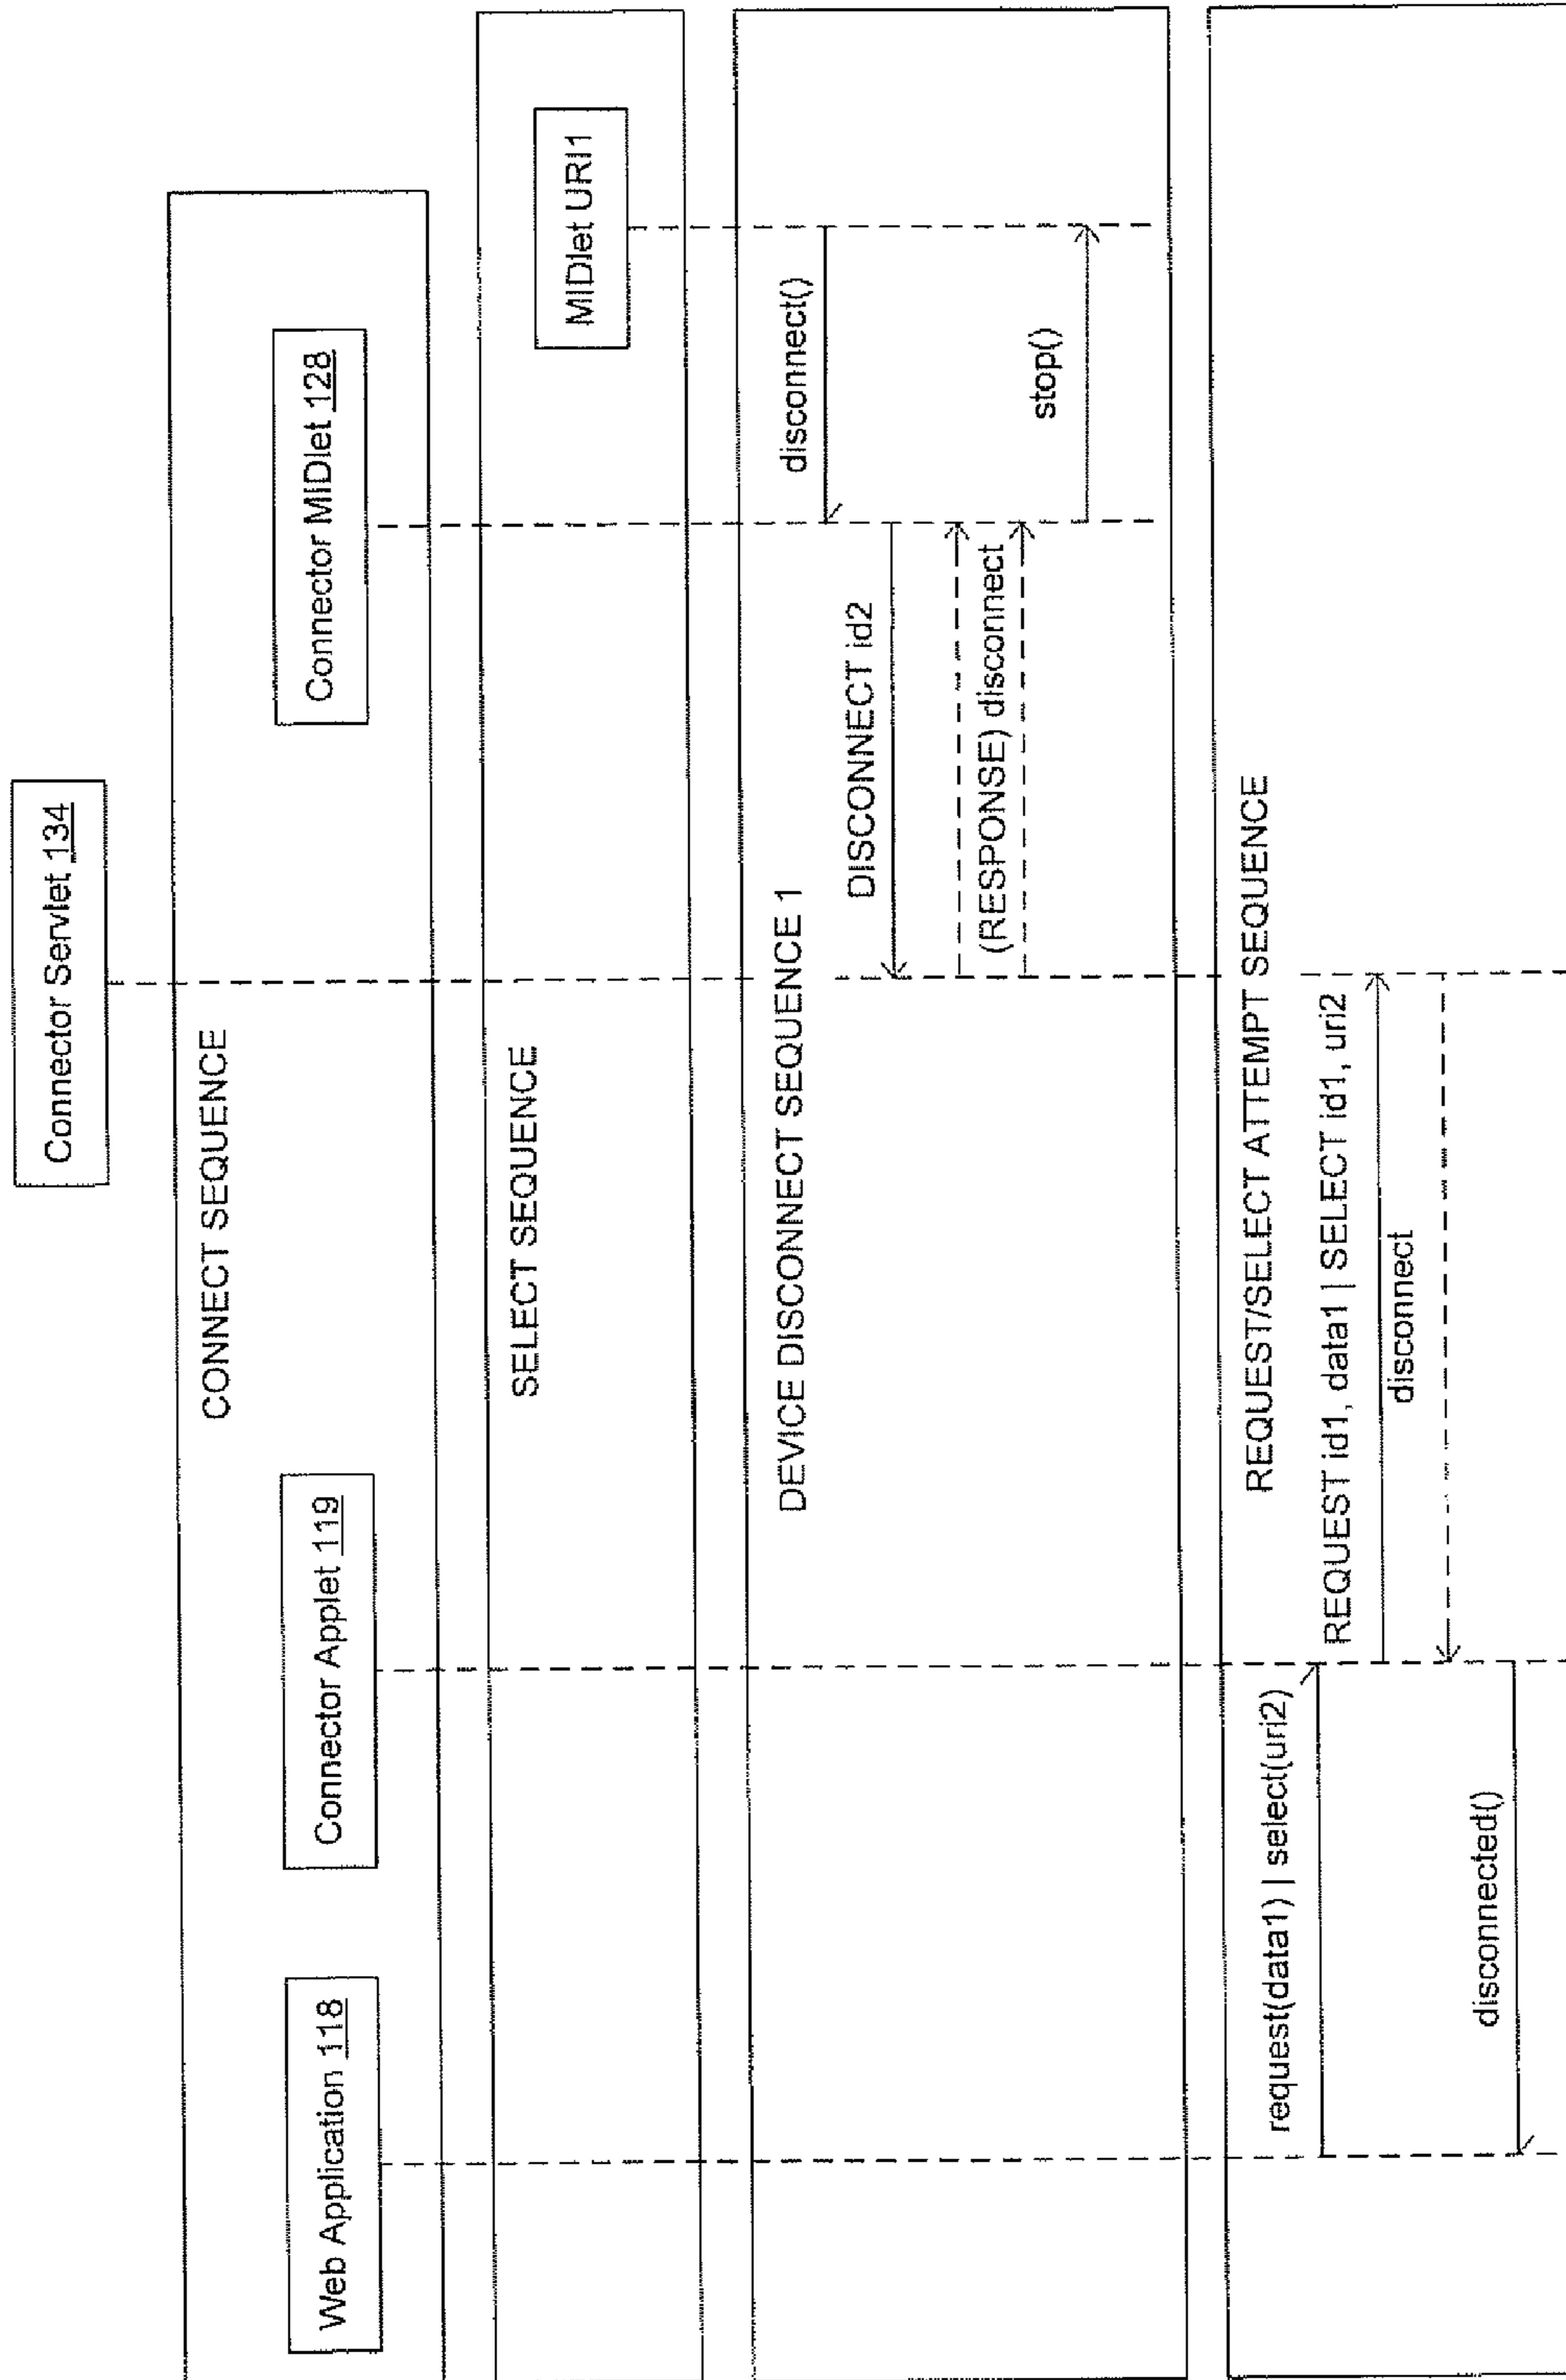 Connector Servlet 134
CONNECT SEQUENCE
Web Application 118
Connector Applet 119
Connector MIDlet 128
SELECT SEQUENCE
MIDlet URI1
DEVICE DISCONNECT SEQUENCE 1
disconnect()
DISCONNECT id2
(RESPONSE) disconnect
stop()
REQUEST/SELECT ATTEMPT SEQUENCE
request(data1) | select(uri2)
REQUEST id1, data1 | SELECT id1, uri2
disconnect
disconnected()